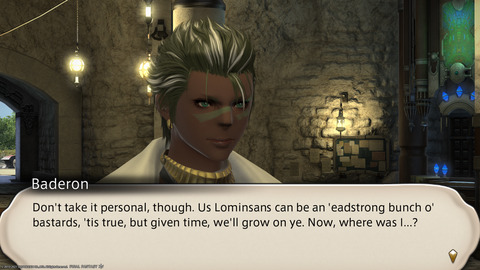 Baderon
Don't take it personal, though. Us Lominsans can be an 'eadstrong bunch o'
bastards, 'tis true, but given time, we'll grow on ye. Now, where was I...?